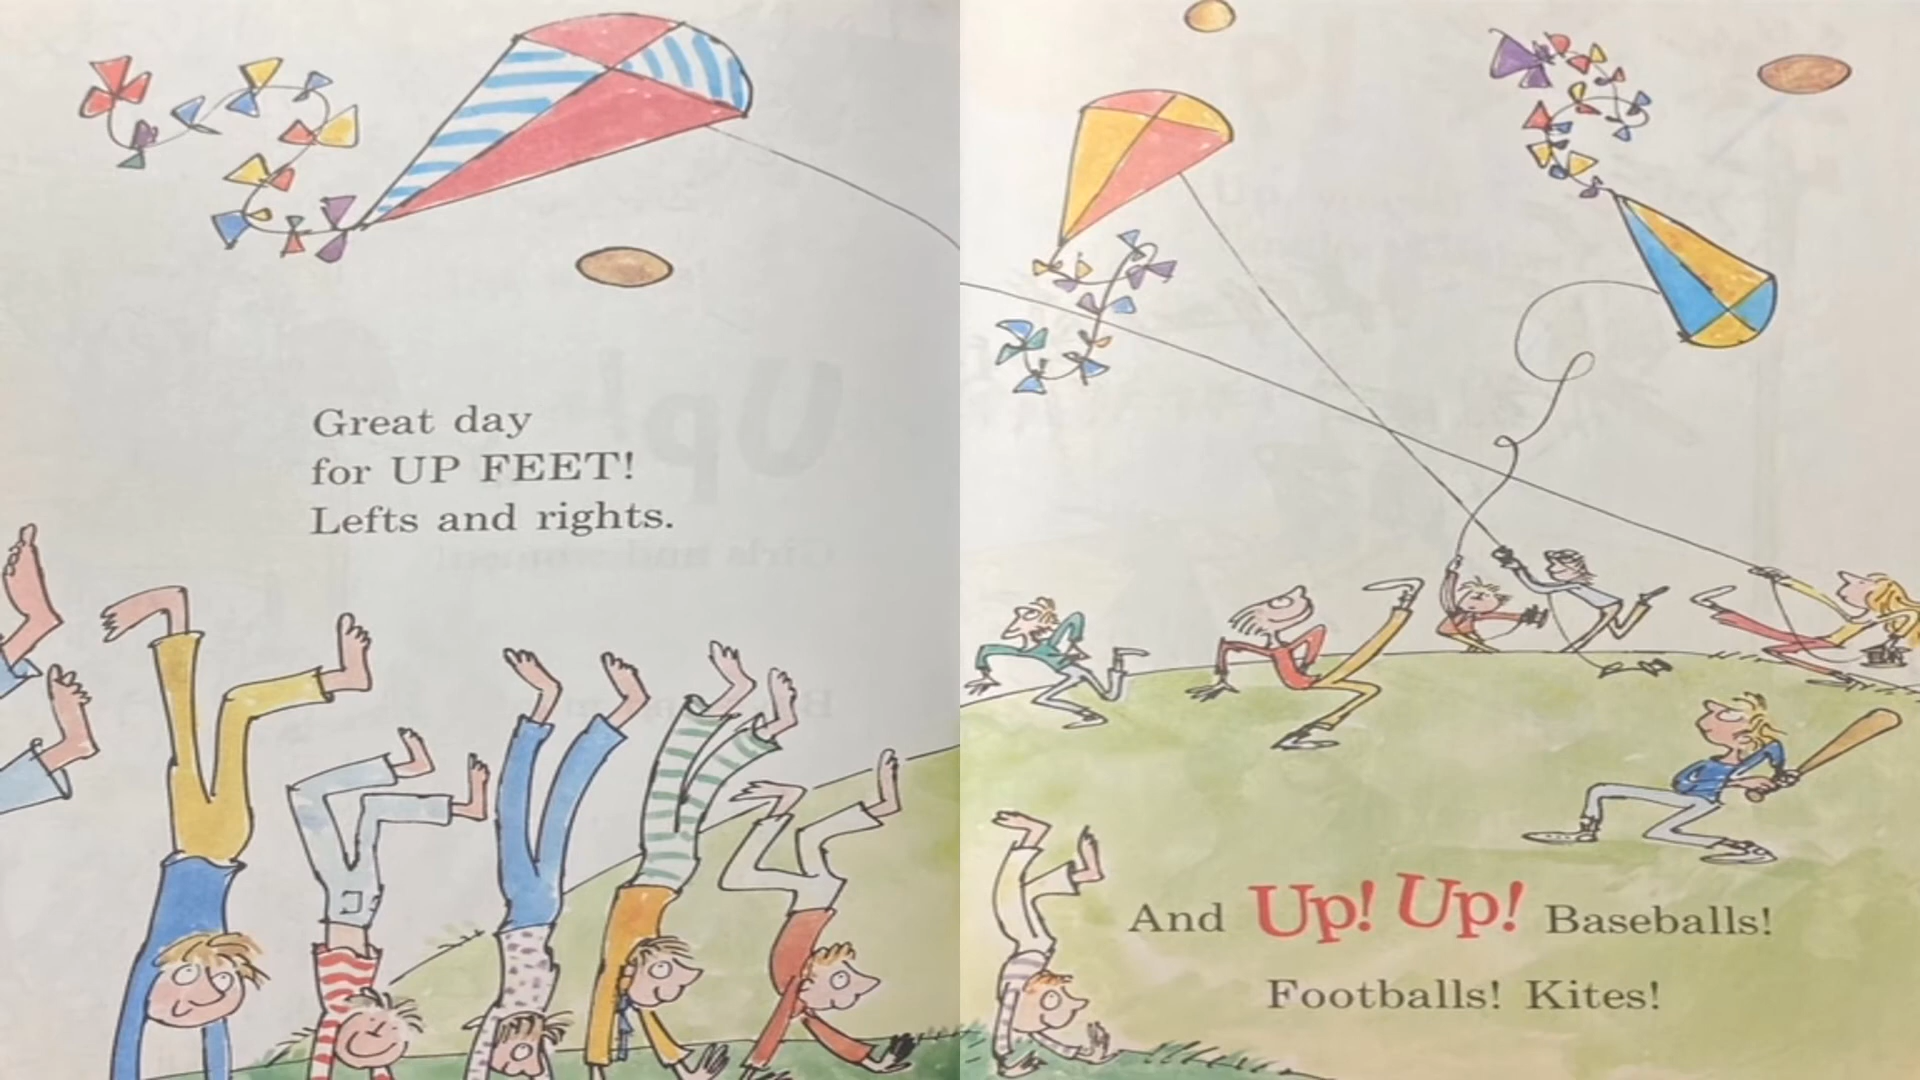 Great day
for UP FEET!
Lefts and rights.
And Up! Up! Baseballs!
Footballs! Kites!